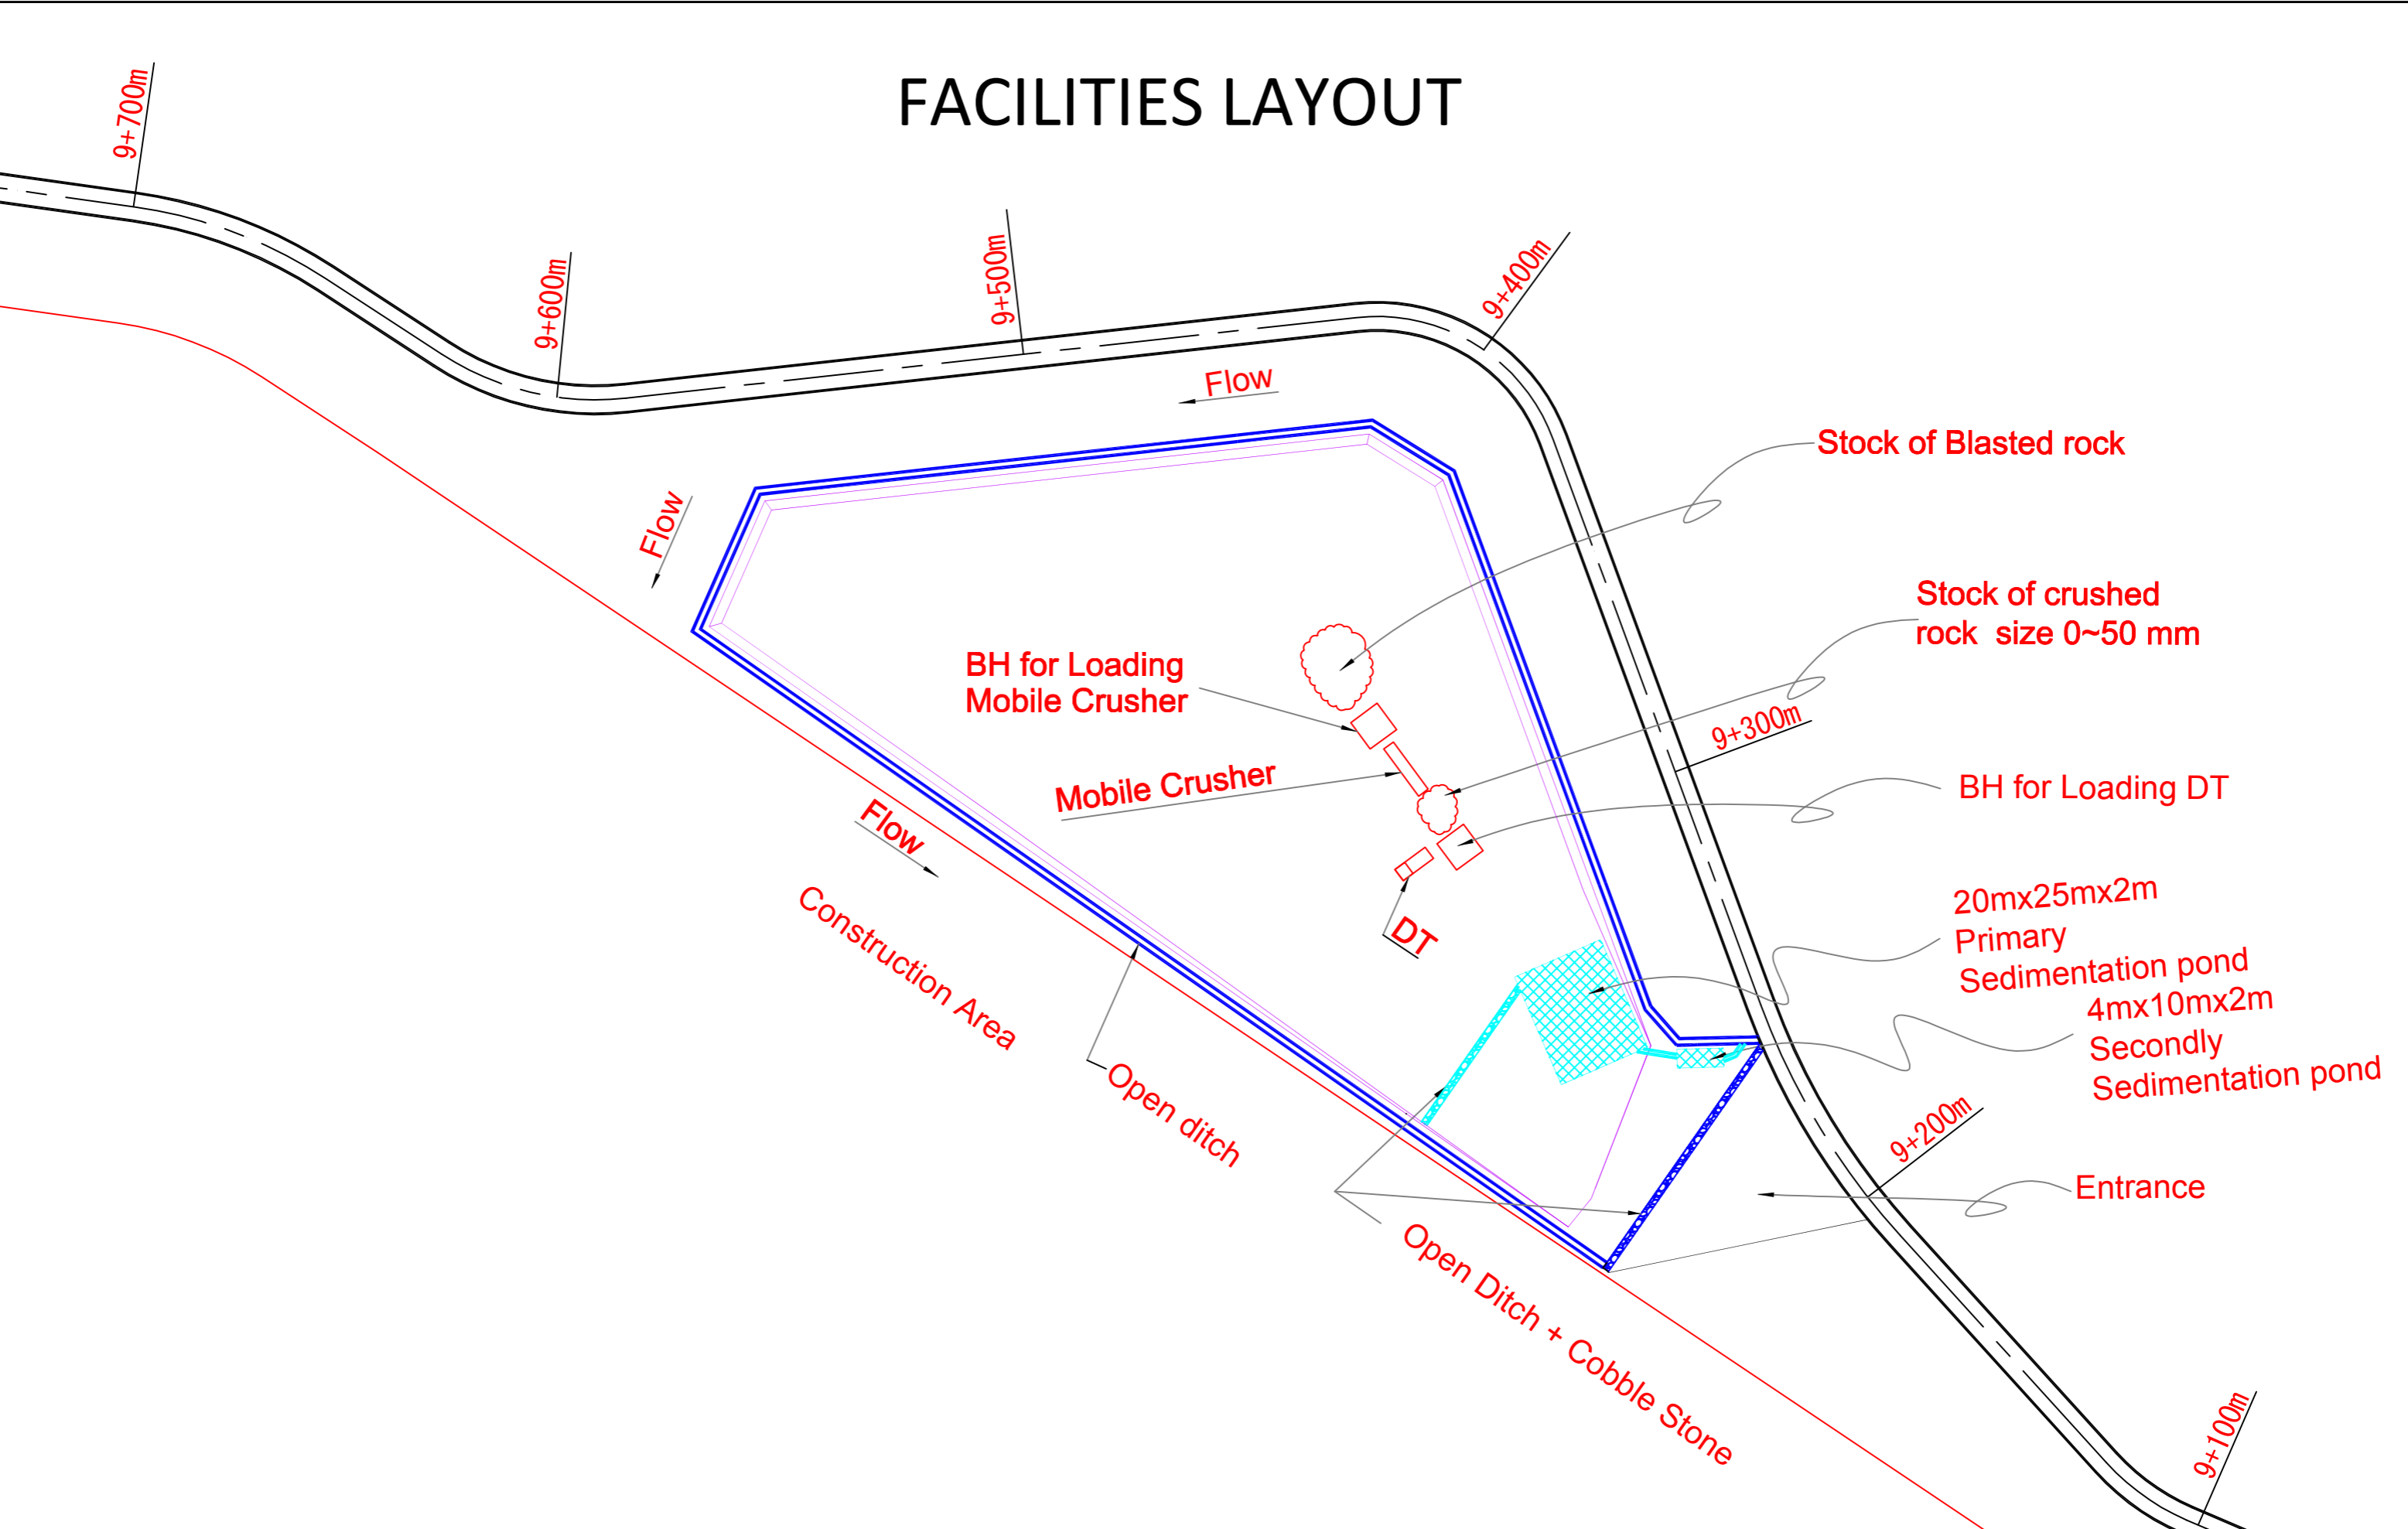 FACILITIES LAYOUT
9+700m
9+600m
9+500m
9+400m
Flow
Stock of Blasted rock
Flow
Stock of crushed
rock size 0~50 mm
BH for Loading
Mobile Crusher
9+300m
Mobile Crusher
BH for Loading DT
Flow
20mx25mx2m
Primary
Sedimentation pond
DT
Construction Area
4mx10mx2m
Secondly
Sedimentation pond
Open ditch
9+200m
Entrance
Open Ditch + Cobble Stone
9+100m